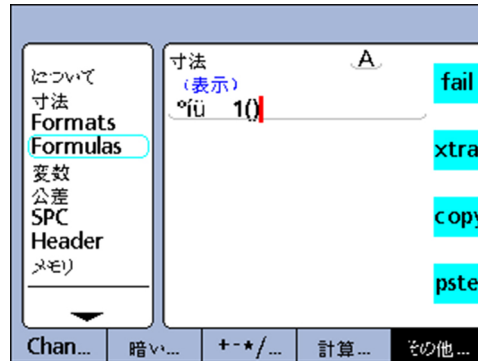 について
寸法
Formats
Formulas
変数
公差
SPC
Header
メモリ
寸法
A
(表示)
ºíü 1()
fail
xtra
copy
pste
Chan...
暗い...
+-*/...
計算...
その他...